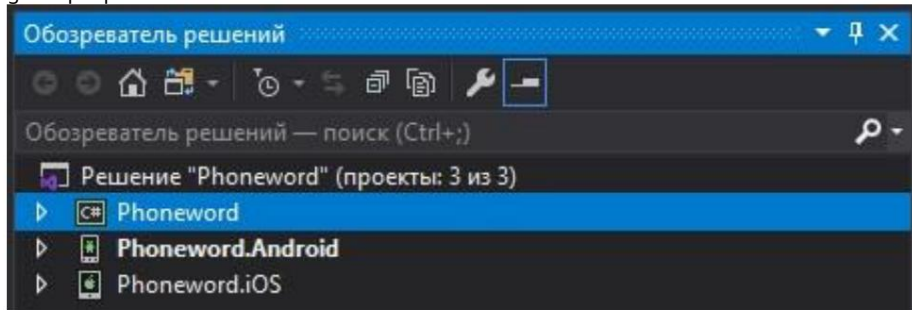 Обозреватель решений
Обозреватель решений — поиск (Ctrl+;)
Решение "Phoneword" (проекты: 3 из 3)
C# Phoneword
Phoneword.Android
Phoneword.iOS